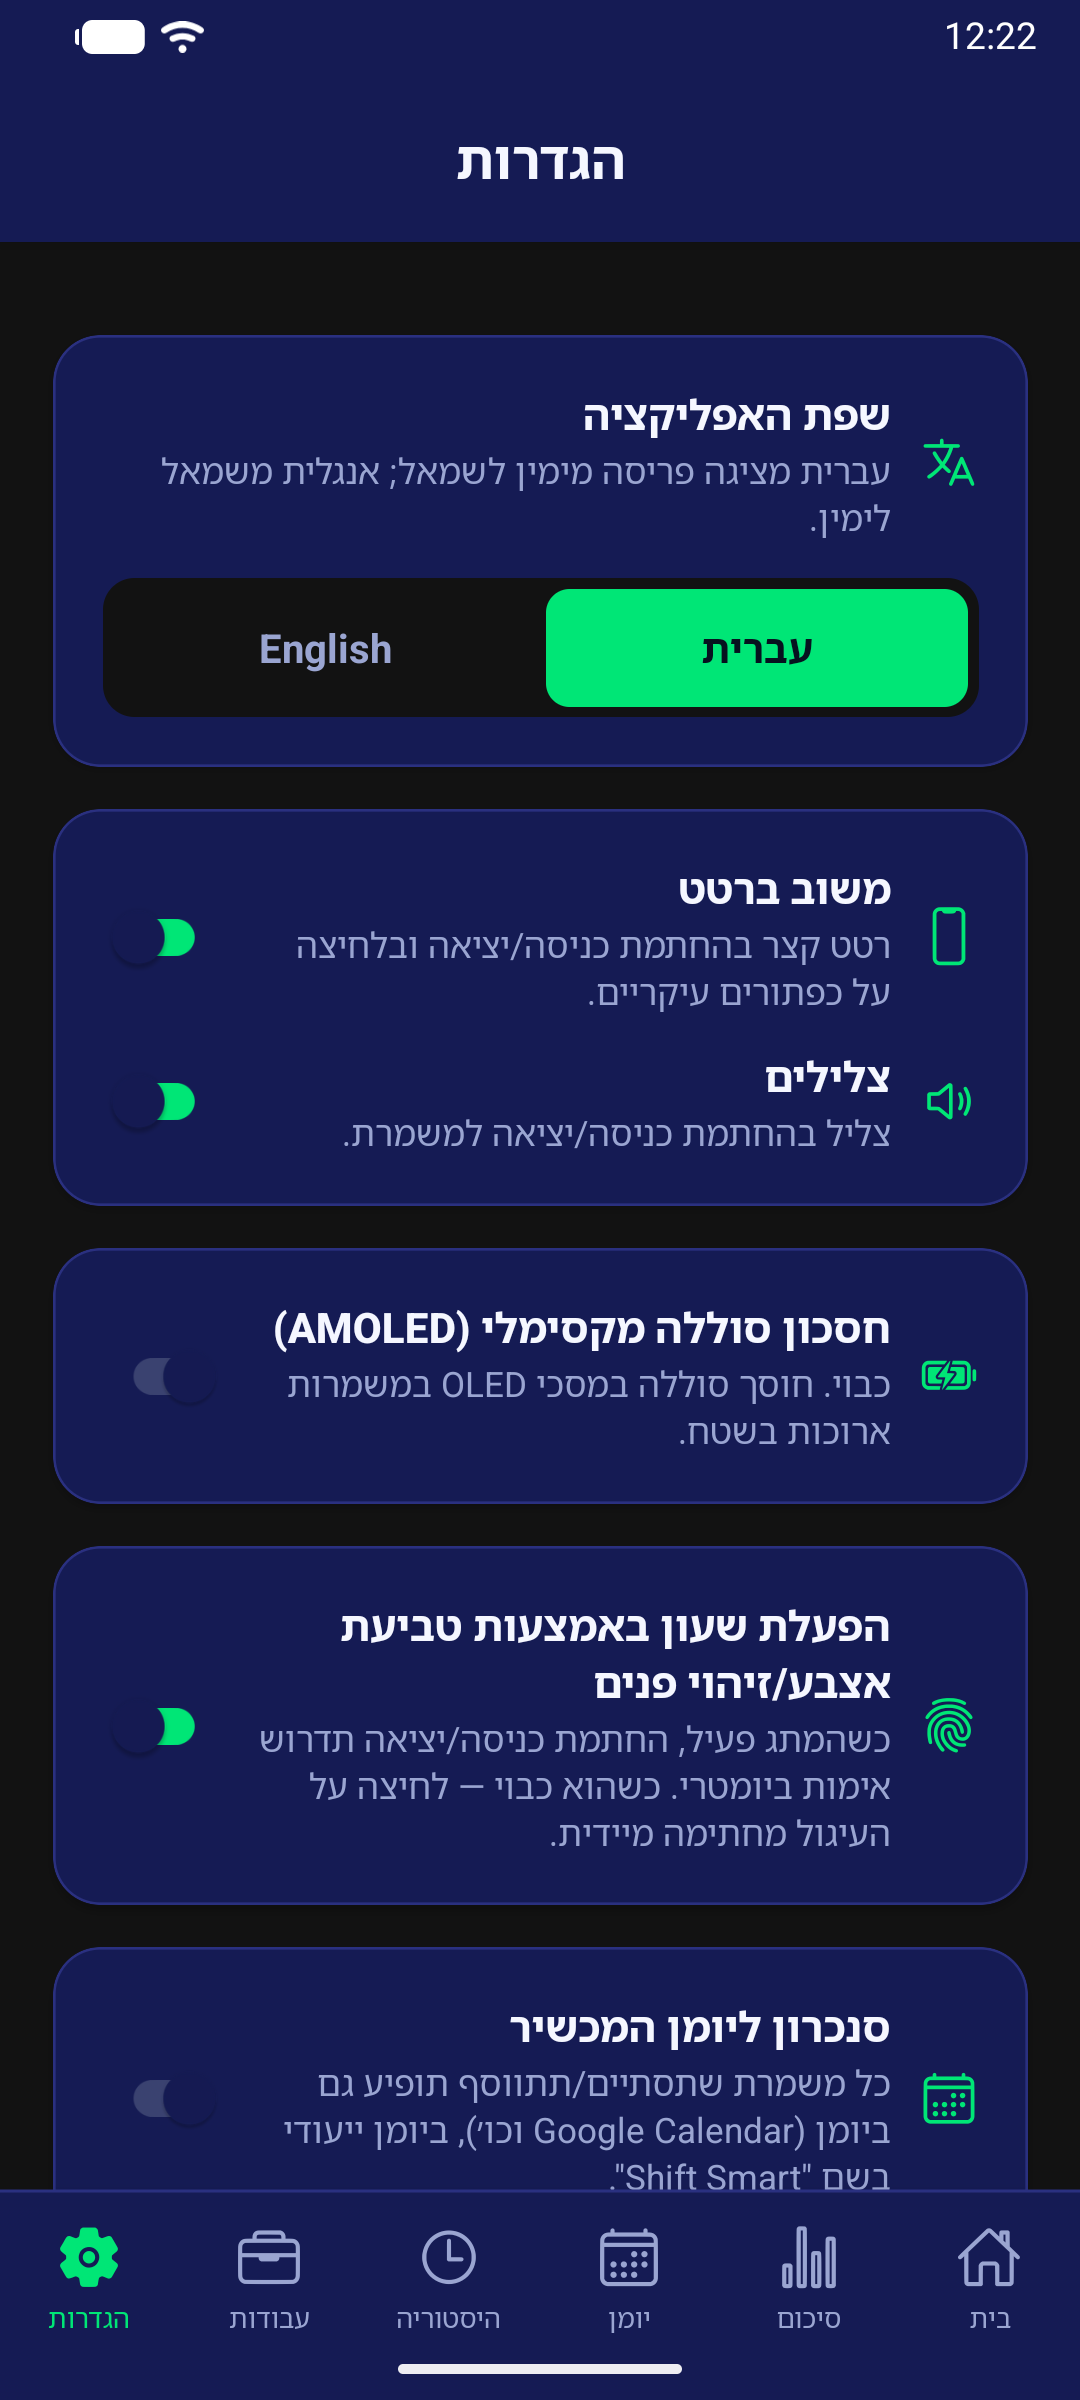 12:22
הגדרות
שפת האפליקציה
עברית מציגה פריסה מימין לשמאל; אנגלית משמאל
לימין.
עברית
English
משוב ברטט
רטט קצר בהחתמת כניסה/יציאה ובלחיצה
על כפתורים עיקריים.
צלילים
צליל בהחתמת כניסה/יציאה למשמרת.
חסכון סוללה מקסימלי (AMOLED)
כבוי. חוסך סוללה במסכי OLED במשמרות
ארוכות בשטח.
הפעלת שעון באמצעות טביעת
אצבע/זיהוי פנים
כשהמתג פעיל, החתמת כניסה/יציאה תדרוש
אימות ביומטרי. כשהוא כבוי – לחיצה על
העיגול מחתימה מיידית.
סנכרון ליומן המכשיר
כל משמרת שתסתיים/תתווסף תופיע גם
ביומן (Google Calendar וכו׳), ביומן ייעודי
בשם "Shift Smart".
בית
סיכום
יומן
היסטוריה
עבודות
הגדרות